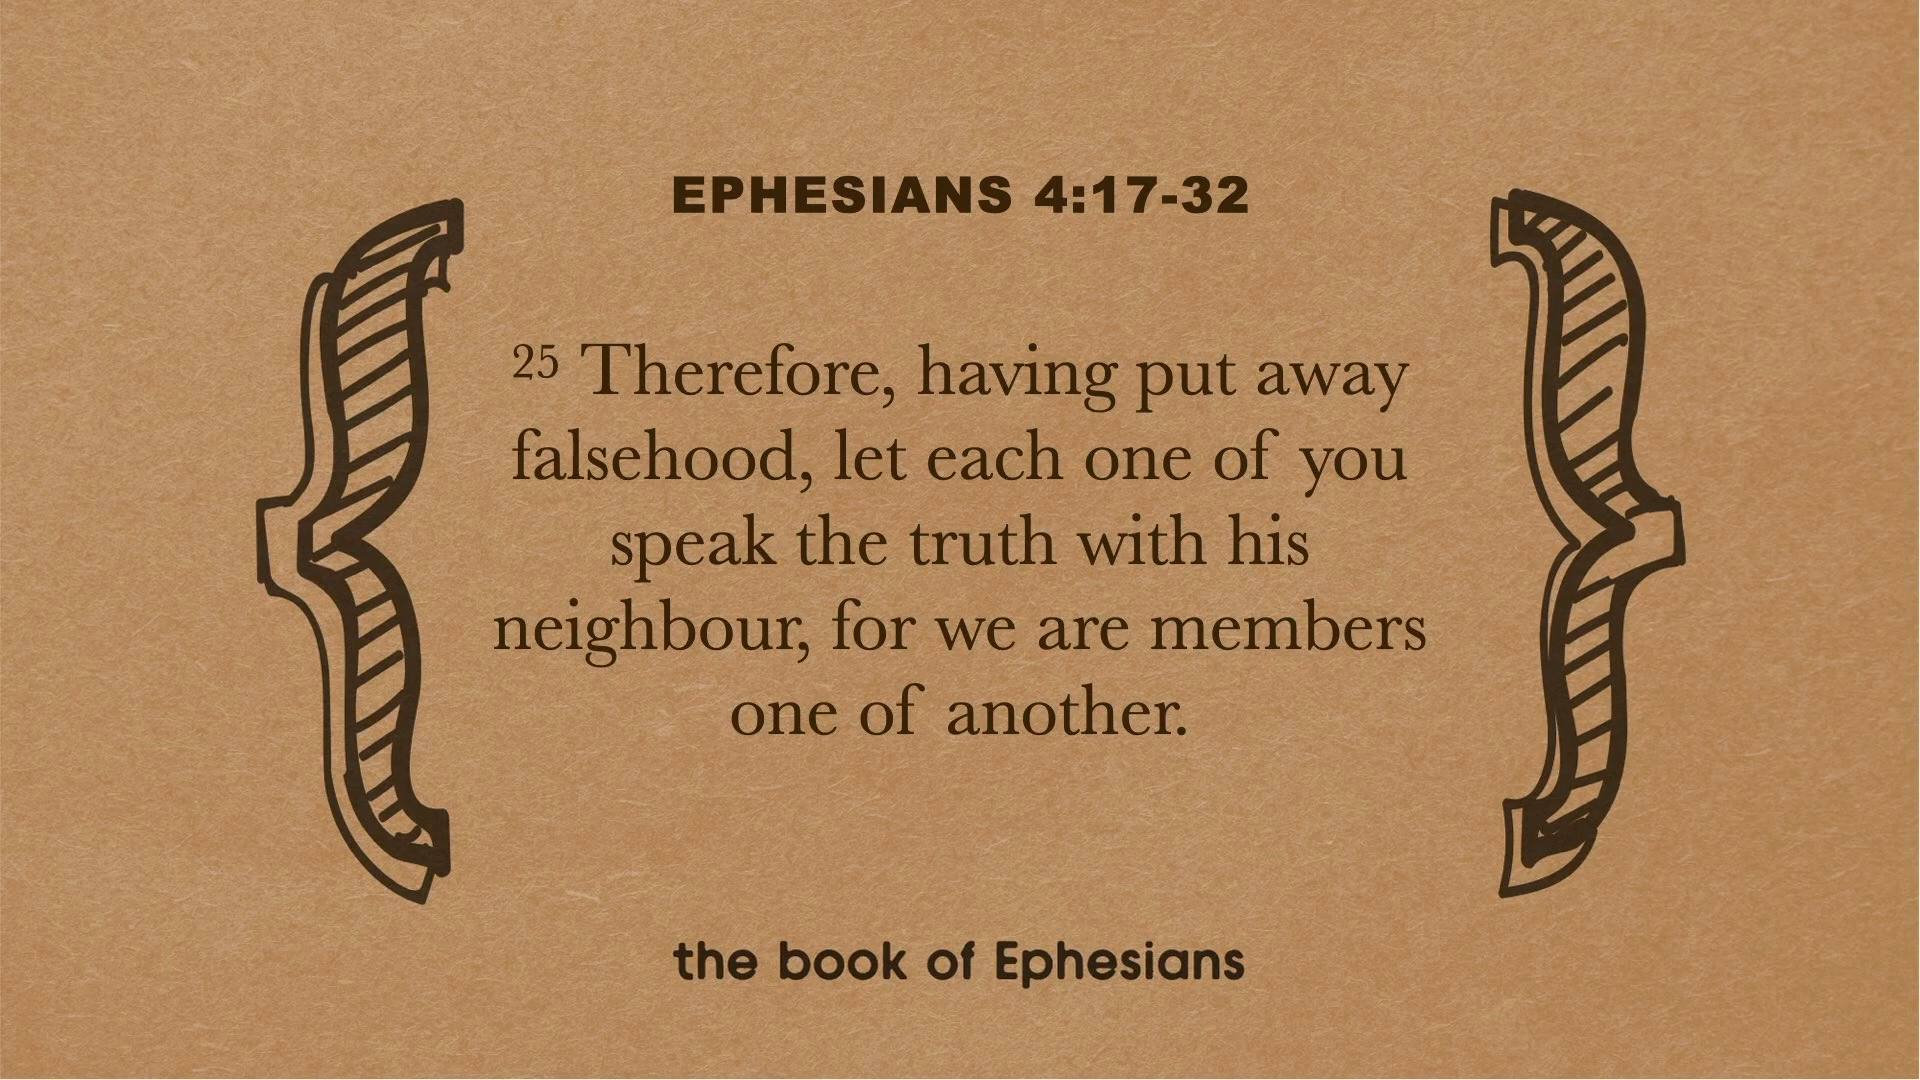 EPHESIANS 4:17-32
25 Therefore, having put away
falsehood, let each one of you
speak the truth with his
neighbour, for we are members
one of another.
the book of Ephesians